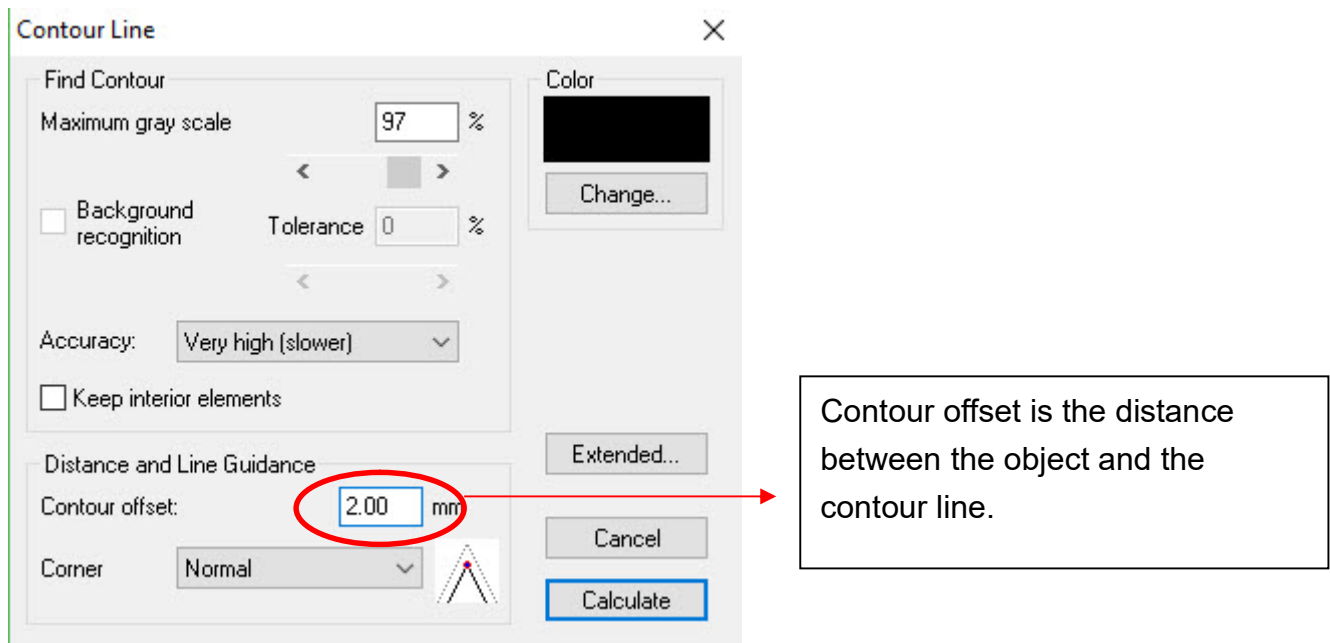 Contour Line
Find Contour
Maximum gray scale 97 %
Background
recognition
Tolerance 0 %
Accuracy: Very high (slower)
Keep interior elements
Distance and Line Guidance
Contour offset: 2.00 mm
Corner Normal
Color
Change...
Extended...
Cancel
Calculate
Contour offset is the distance
between the object and the
contour line.